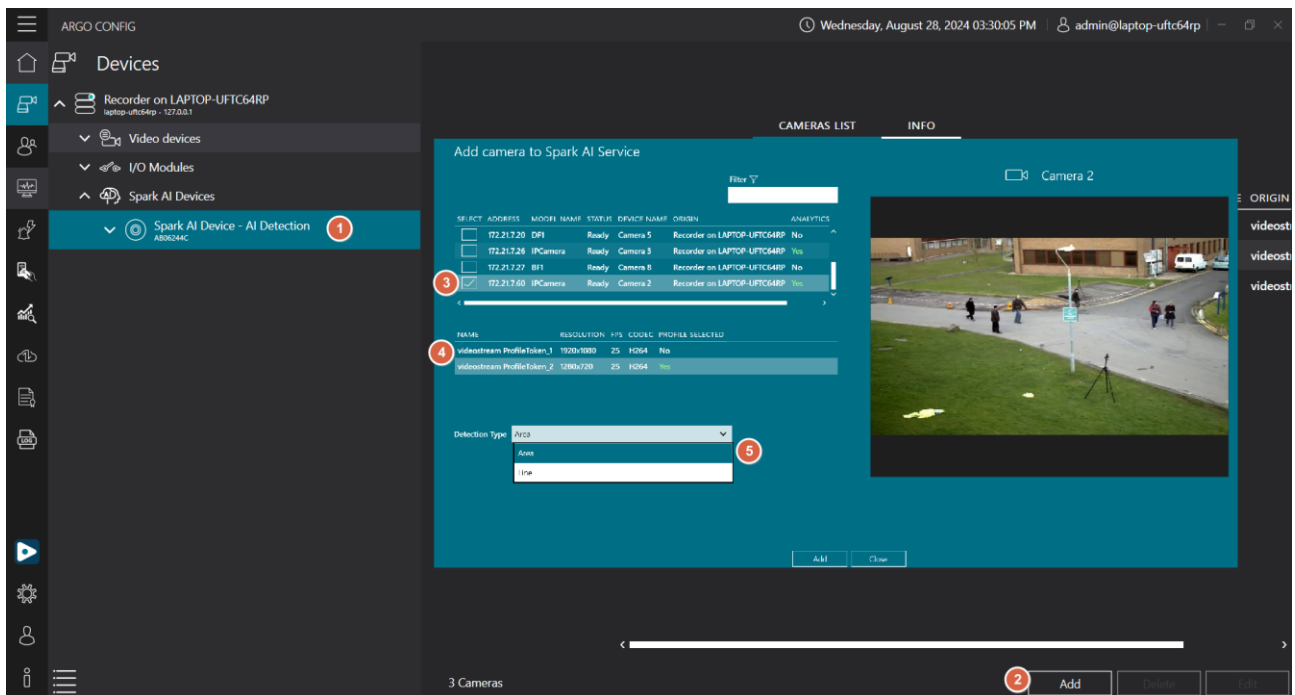 ARGO CONFIG
Wednesday, August 28, 2024 03:30:05 PM
admin@laptop-uftc64rp
Devices
Recorder on LAPTOP-UFTC64RP
laptop-uftc64rp - 127.0.0.1
Video devices
I/O Modules
Spark AI Devices
Spark AI Device - AI Detection
AB06244C
1
CAMERAS LIST INFO
Add camera to Spark AI Service
Filter
SELECT ADDRESS MODEL NAME STATUS DEVICE NAME ORIGIN ANALYTICS
172.21.7.20 DF1 Ready Camera 5 Recorder on LAPTOP-UFTC64RP No
172.21.7.26 IPCamera Ready Camera 3 Recorder on LAPTOP-UFTC64RP Yes
172.21.7.27 BF1 Ready Camera 8 Recorder on LAPTOP-UFTC64RP No
3 172.21.7.60 IPCamera Ready Camera 2 Recorder on LAPTOP-UFTC64RP Yes
NAME RESOLUTION FPS CODEC PROFILE SELECTED
4 videostream ProfileToken_1 1920x1080 25 H264 No
videostream ProfileToken_2 1280x720 25 H264 Yes
Detection Type Area
Area
5
Line
Add Close
Camera 2
ORIGIN
videost
videost
videost
LOG
3 Cameras
2 Add Delete Edit